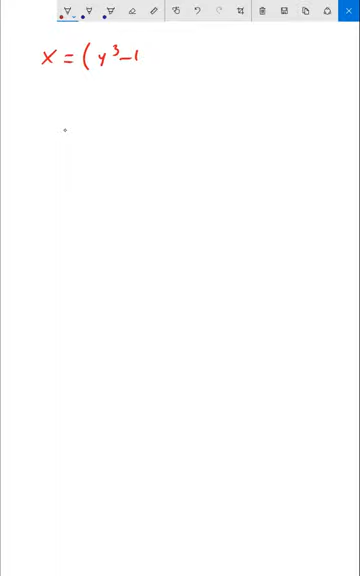 x = (y³-1